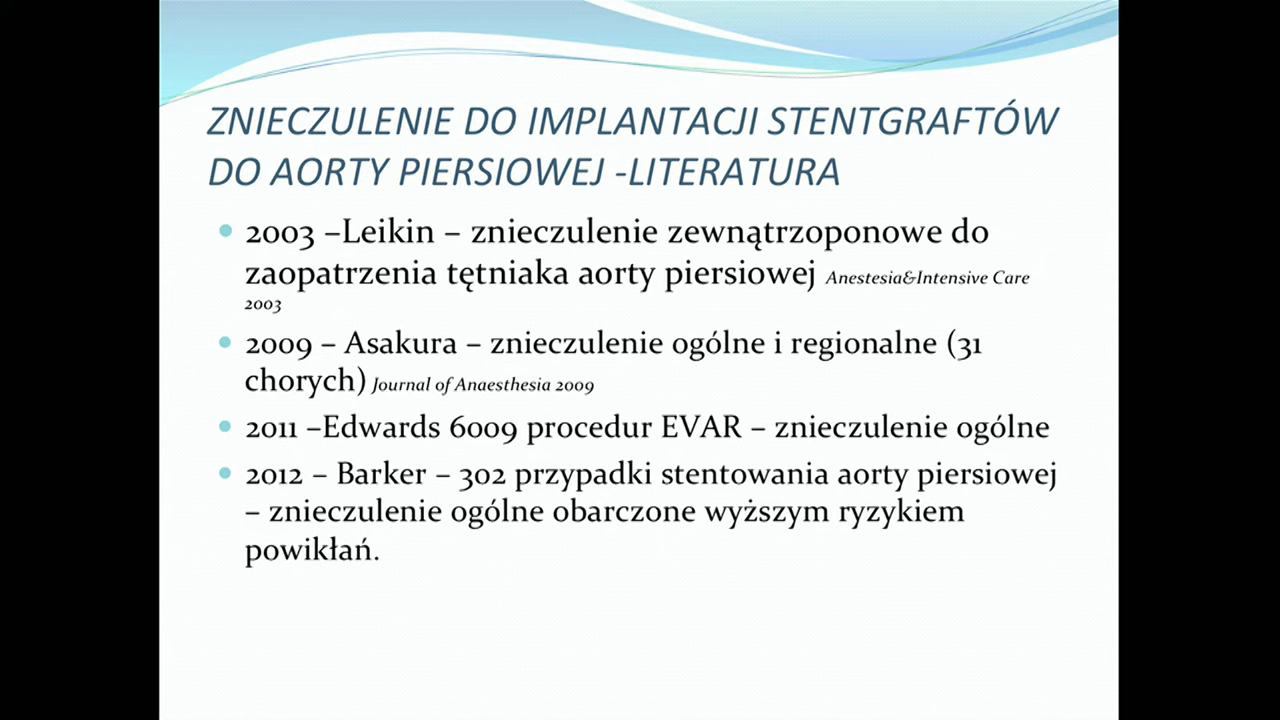 ZNIECZULENIE DO IMPLANTACJI STENTGRAFTÓW
DO AORTY PIERSIOWEJ -LITERATURA
2003 –Leikin – znieczulenie zewnątrzoponowe do
zaopatrzenia tętniaka aorty piersiowej Anestesia&Intensive Care
2003
2009 – Asakura – znieczulenie ogólne i regionalne (31
chorych) Journal of Anaesthesia 2009
2011 –Edwards 6009 procedur EVAR – znieczulenie ogólne
2012 – Barker – 302 przypadki stentowania aorty piersiowej
– znieczulenie ogólne obarczone wyższym ryzykiem
powikłań.